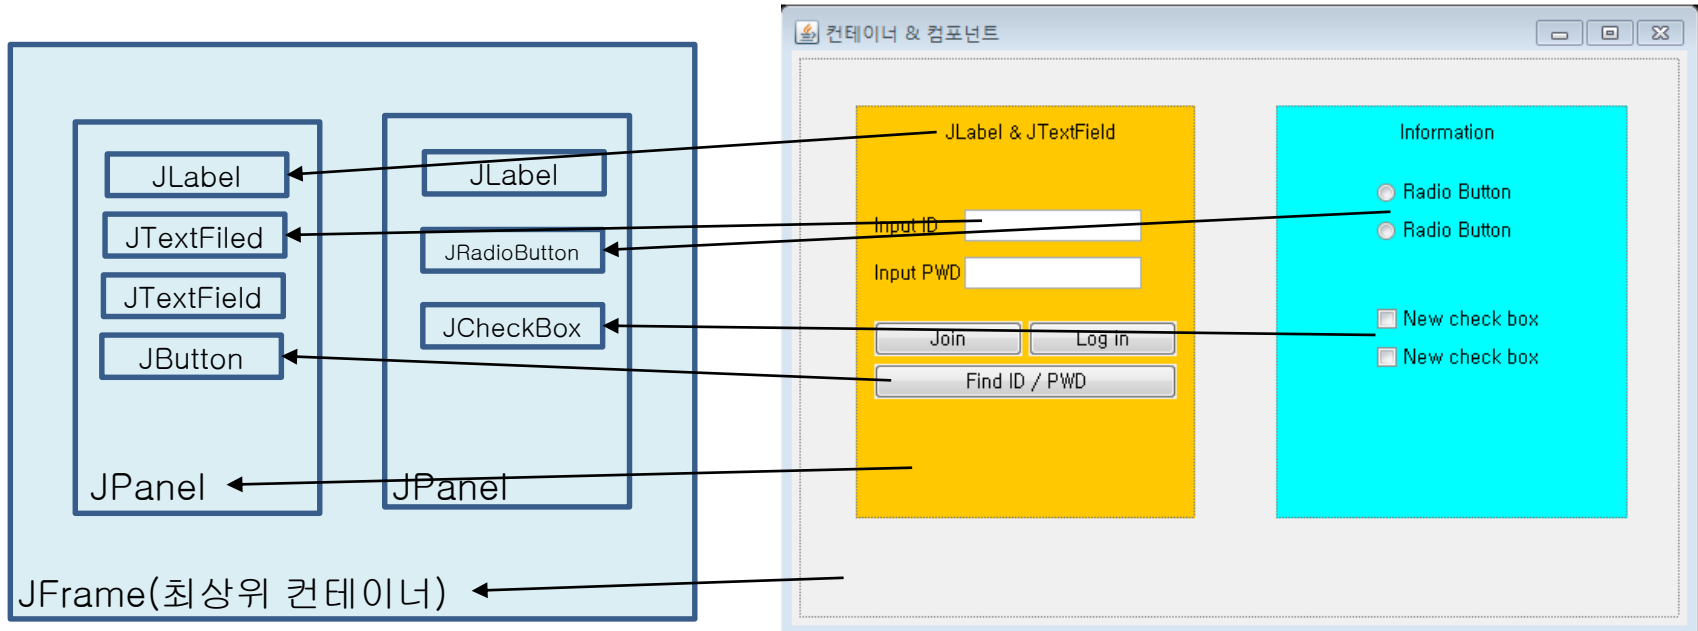 JLabel
JTextFiled
JTextField
JButton
JPanel
JLabel
JRadioButton
JCheckBox
JPanel
JFrame(최상위 컨테이너)
컨테이너 & 컴포넌트
JLabel & JTextField
Input ID
Input PWD
Join
Log in
Find ID / PWD
Information
Radio Button
Radio Button
New check box
New check box